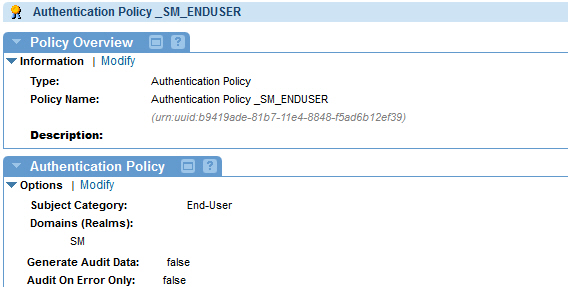 Authentication Policy _SM_ENDUSER
Policy Overview ?
Information | Modify
Type: Authentication Policy
Policy Name: Authentication Policy _SM_ENDUSER
(urn:uuid:b9419ade-81b7-11e4-8848-f5ad6b12ef39)
Description:
Authentication Policy ?
Options | Modify
Subject Category: End-User
Domains (Realms):
SM
Generate Audit Data: false
Audit On Error Only: false